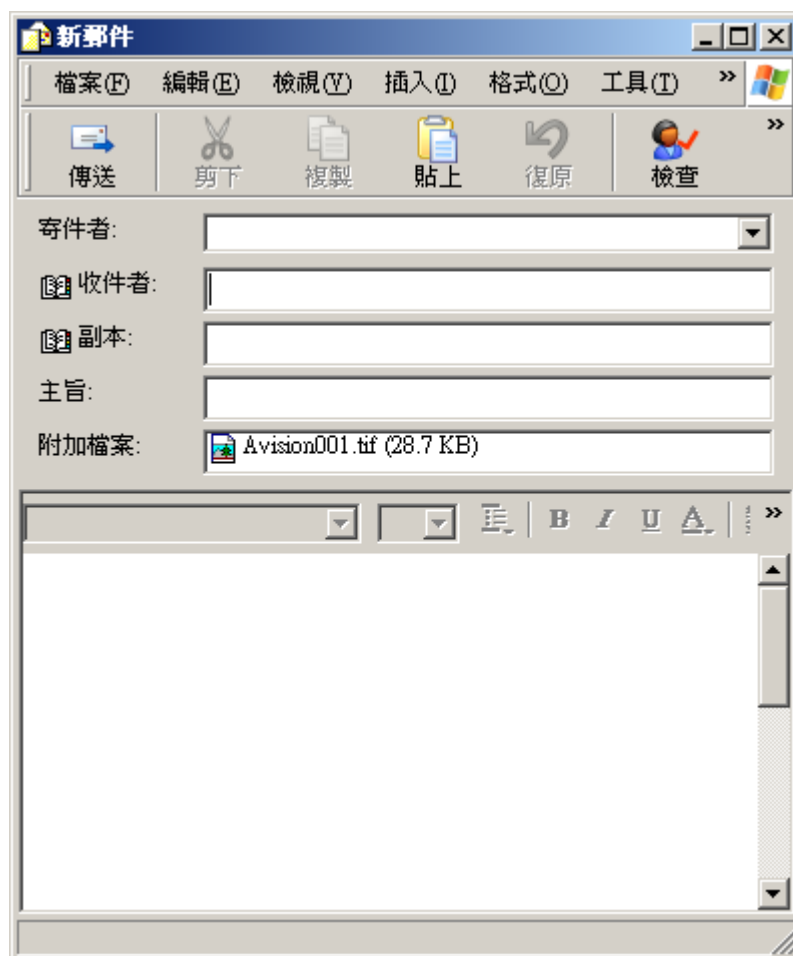 新郵件
檔案(F) 編輯(E) 檢視(V) 插入(I) 格式(O) 工具(T) »
傳送 剪下 複製 貼上 復原 檢查 »
寄件者:
收件者:
副本:
主旨:
附加檔案: Avision001.tif (28.7 KB)
B I U A »